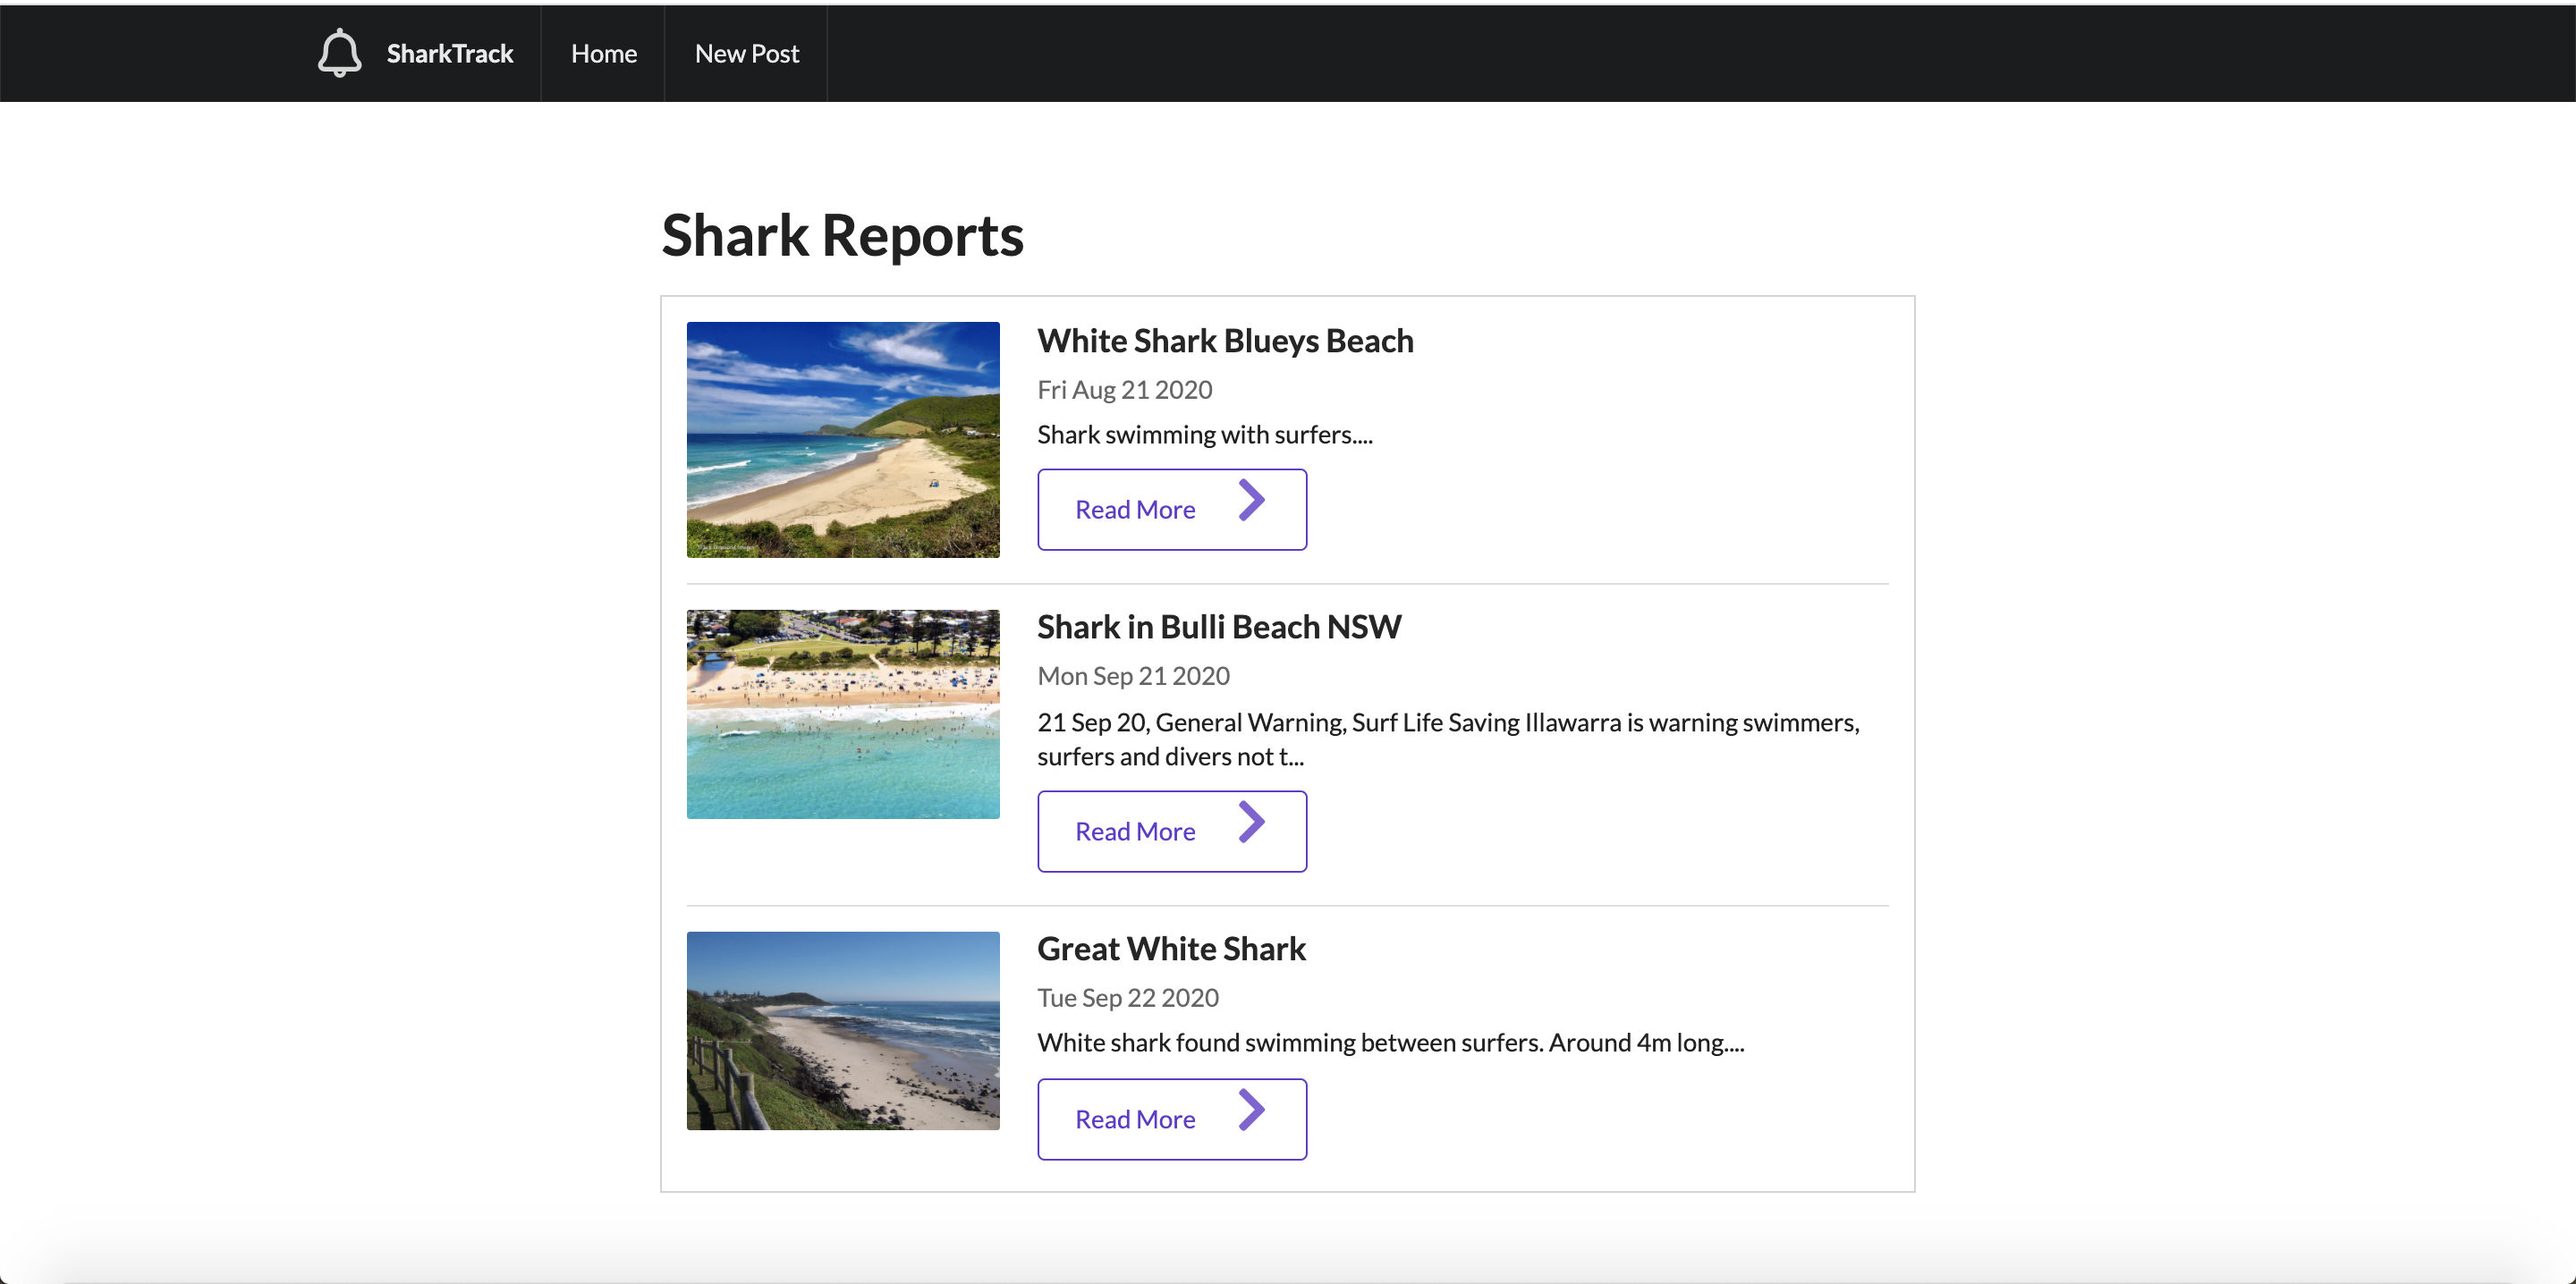 SharkTrack Home New Post
Shark Reports
White Shark Blueys Beach
Fri Aug 21 2020
Shark swimming with surfers....
Read More
Shark in Bulli Beach NSW
Mon Sep 21 2020
21 Sep 20, General Warning, Surf Life Saving Illawarra is warning swimmers,
surfers and divers not t...
Read More
Great White Shark
Tue Sep 22 2020
White shark found swimming between surfers. Around 4m long....
Read More